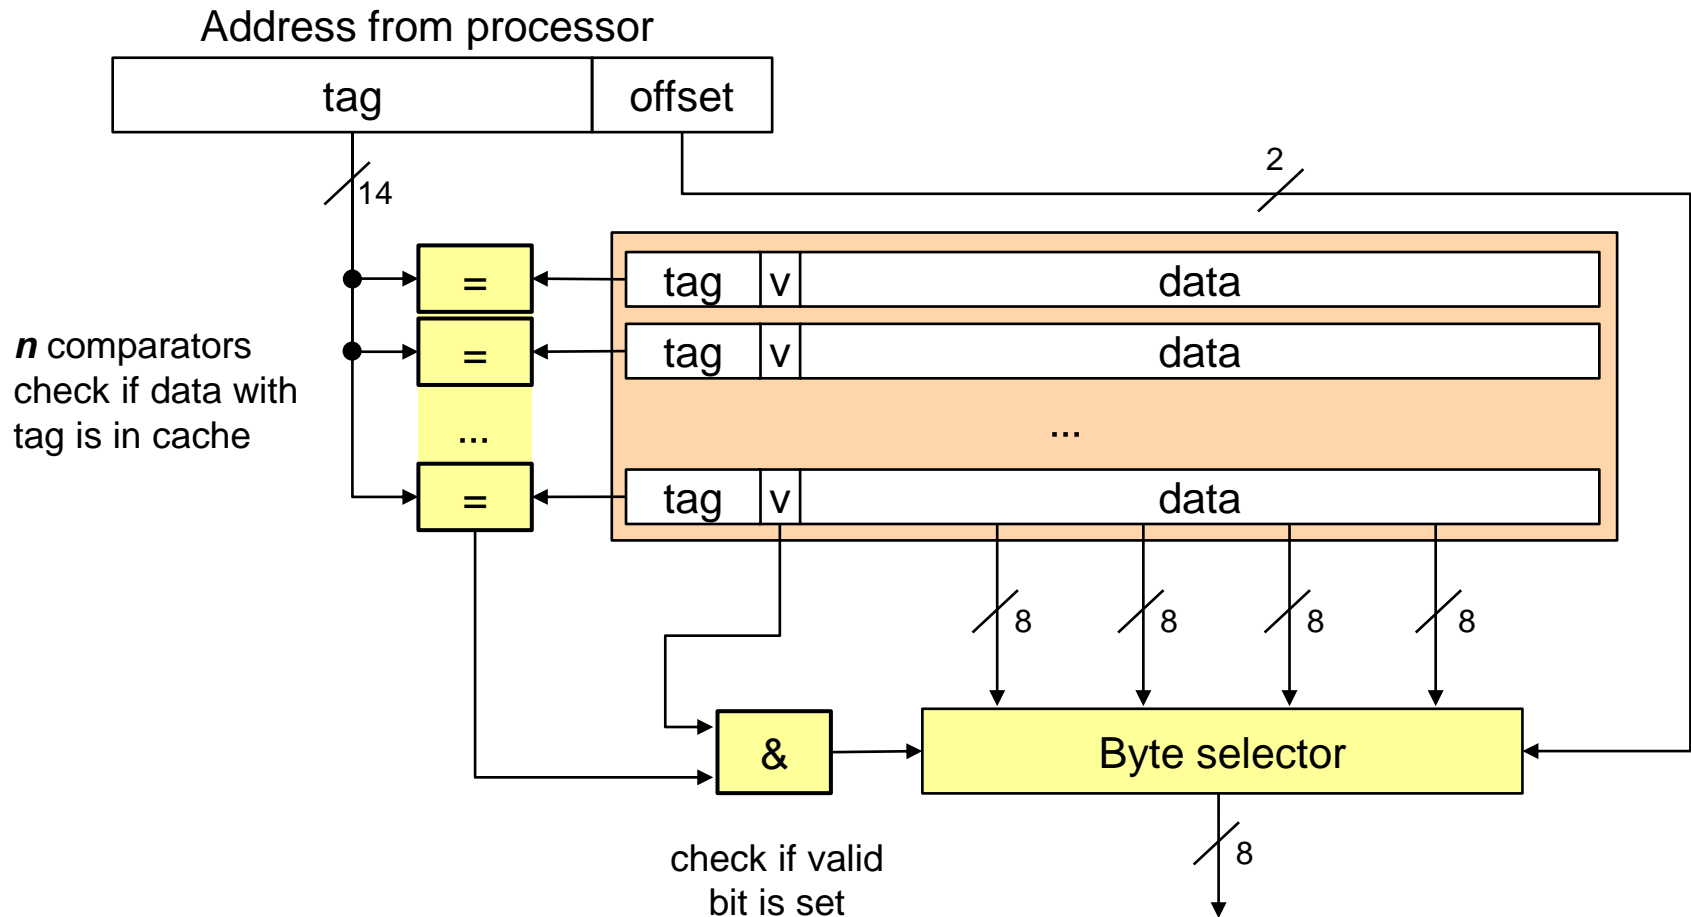 Address from processor
tag offset
14
2
= tag v data
= tag v data
n comparators
check if data with
tag is in cache
... ...
= tag v data
8 8 8 8
& Byte selector
8
check if valid
bit is set